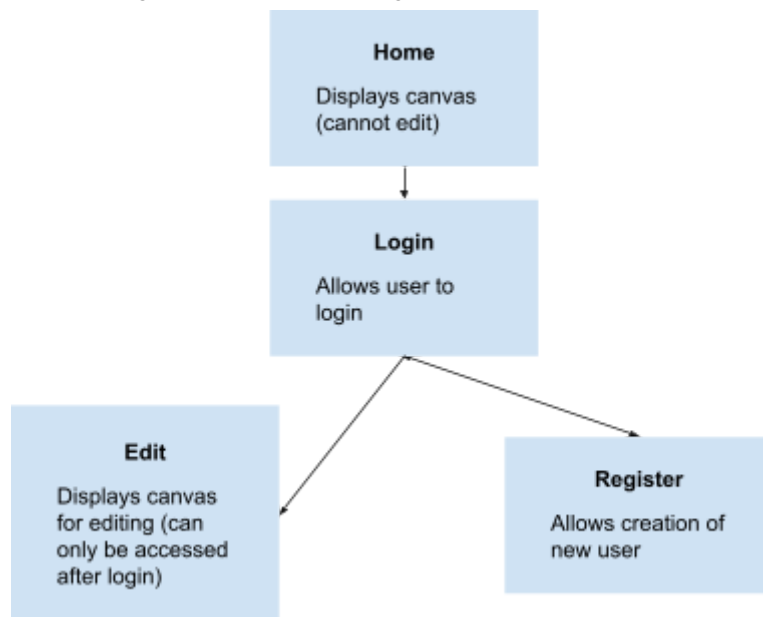 Home
Displays canvas
(cannot edit)
Login
Allows user to
login
Edit
Displays canvas
for editing (can
only be accessed
after login)
Register
Allows creation of
new user